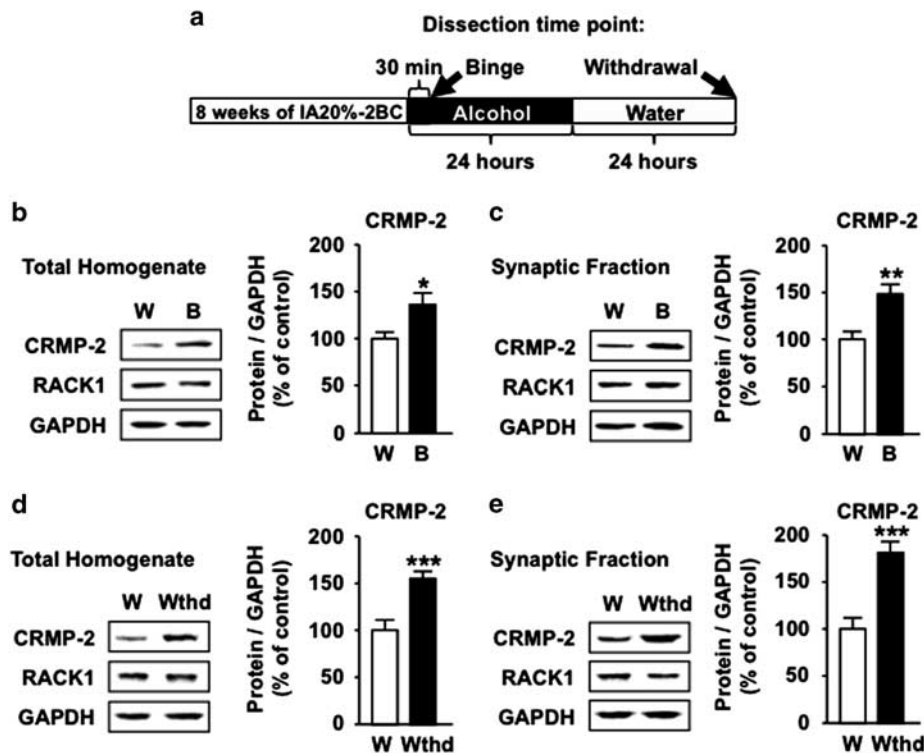 a
Dissection time point:
30 min Binge Withdrawal
8 weeks of IA20%-2BC Alcohol Water
24 hours 24 hours
b
CRMP-2
Total Homogenate
W B
CRMP-2
RACK1
GAPDH
Protein / GAPDH
(% of control)
200
150
100
50
0
*
W B
c
CRMP-2
Synaptic Fraction
W B
CRMP-2
RACK1
GAPDH
Protein / GAPDH
(% of control)
200
150
100
50
0
**
W B
d
CRMP-2
Total Homogenate
W Wthd
CRMP-2
RACK1
GAPDH
Protein / GAPDH
(% of control)
200
150
100
50
0
***
W Wthd
e
CRMP-2
Synaptic Fraction
W Wthd
CRMP-2
RACK1
GAPDH
Protein / GAPDH
(% of control)
200
150
100
50
0
***
W Wthd